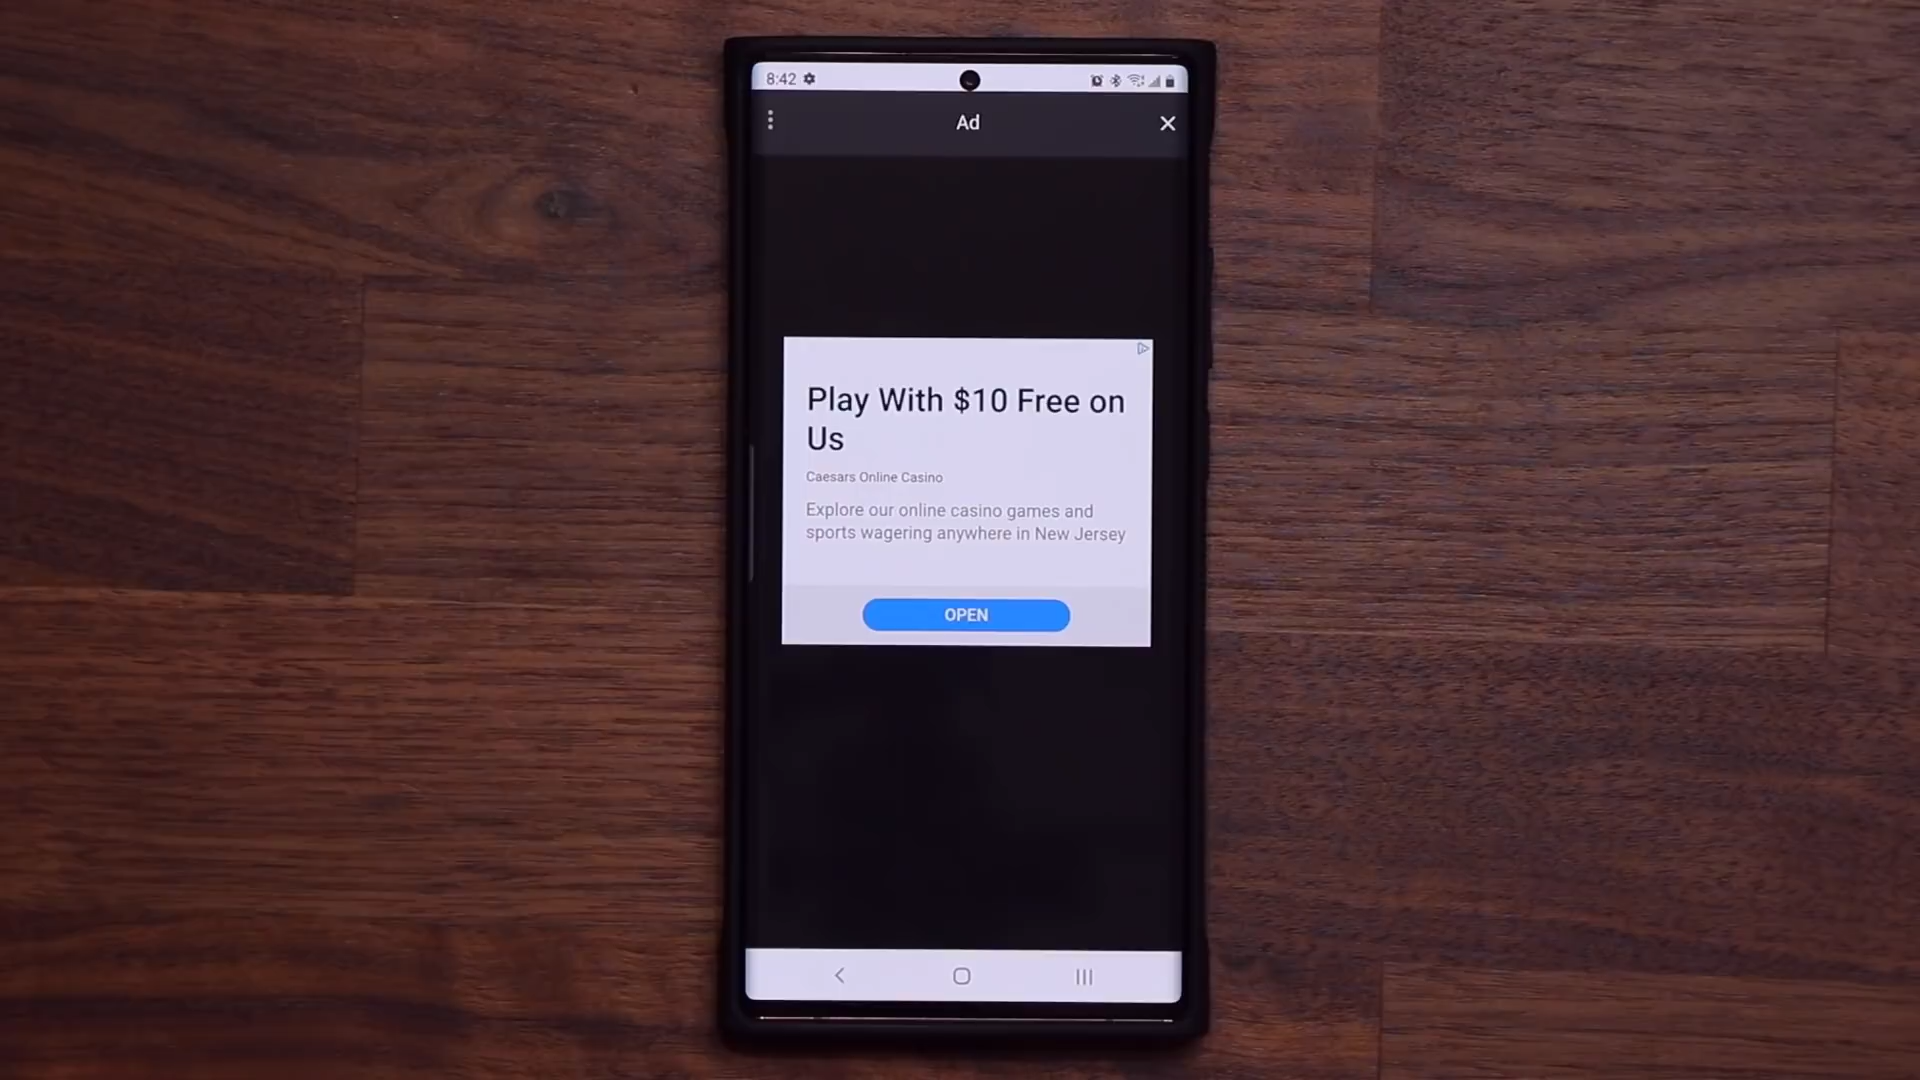 8:42
Ad
Play With $10 Free on
Us
Caesars Online Casino
Explore our online casino games and
sports wagering anywhere in New Jersey
OPEN